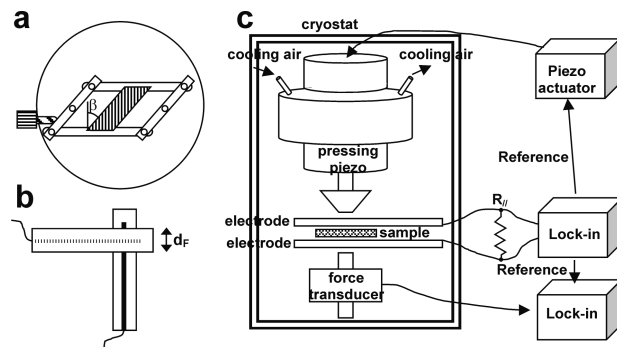 a
β
b
dF
c
cryostat
cooling air
cooling air
pressing
piezo
electrode
sample
electrode
force
transducer
R//
Piezo
actuator
Reference
Lock-in
Reference
Lock-in